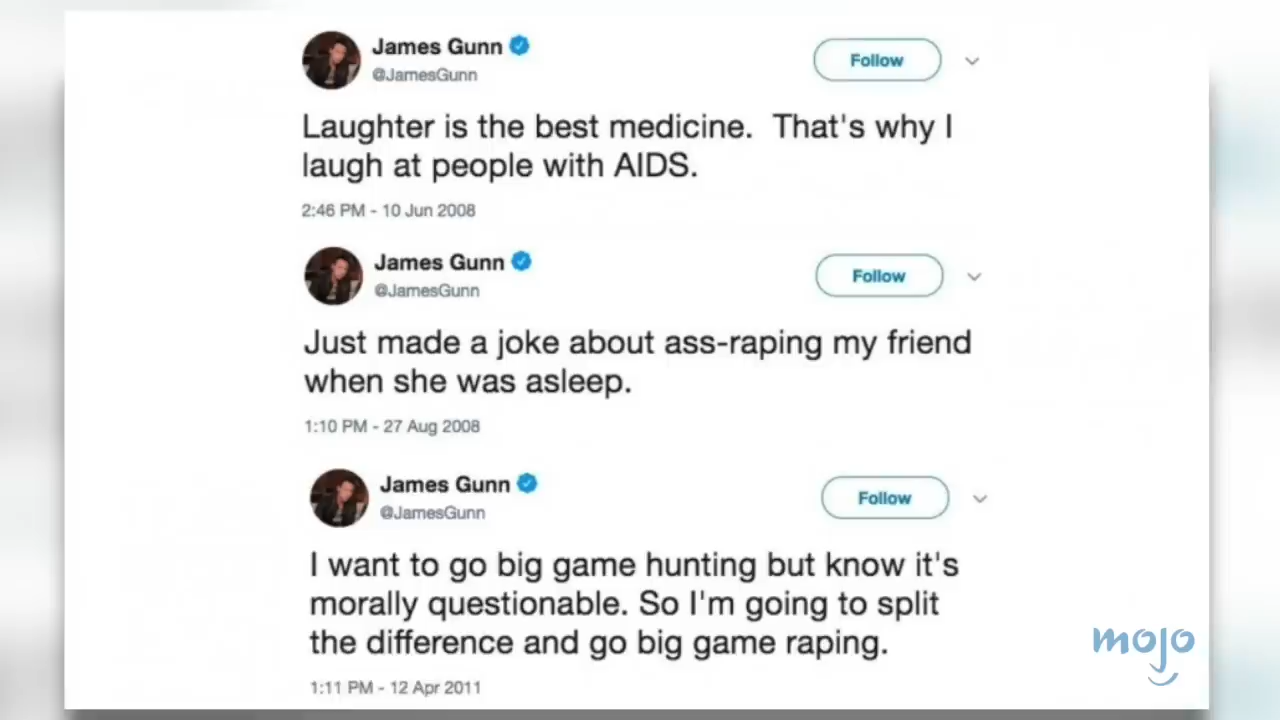 James Gunn
@JamesGunn
Follow
Laughter is the best medicine.  That's why I
laugh at people with AIDS.
2:46 PM - 10 Jun 2008
James Gunn
@JamesGunn
Follow
Just made a joke about ass-raping my friend
when she was asleep.
1:10 PM - 27 Aug 2008
James Gunn
@JamesGunn
Follow
I want to go big game hunting but know it's
morally questionable. So I'm going to split
the difference and go big game raping.
1:11 PM - 12 Apr 2011
mojo